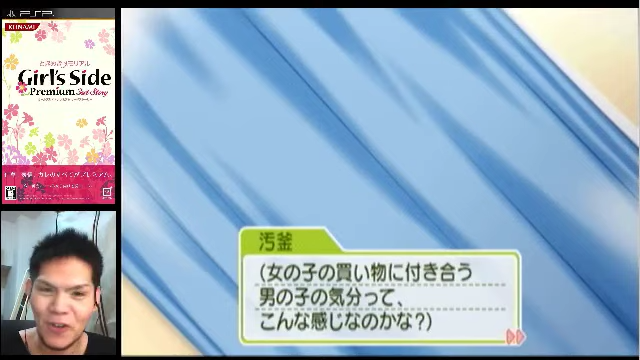 PSP
KONAMI
ときめきメモリアル
Girl's Side
Premium 3rd Story
汚釜
(女の子の買い物に付き合う
男の子の気分って、
こんな感じなのかな?)